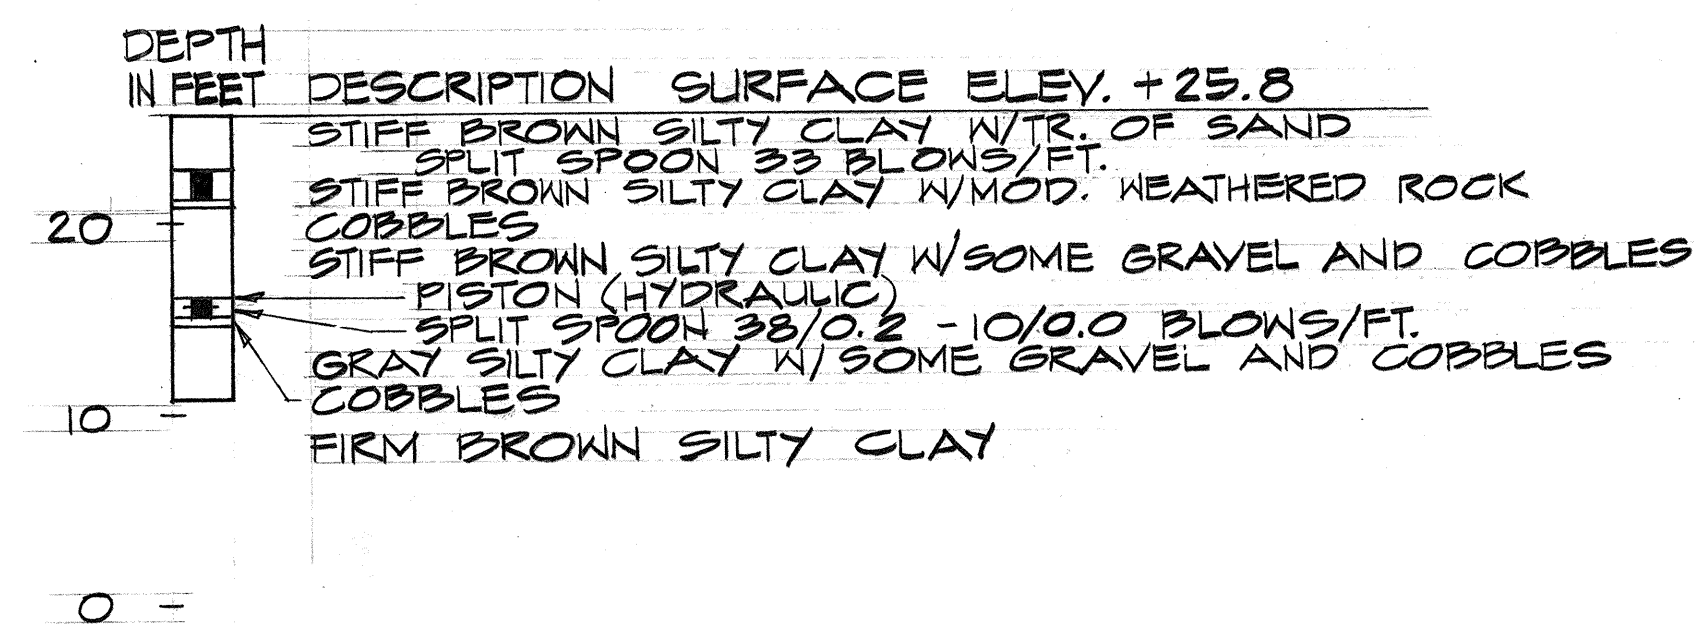 DEPTH
IN FEET DESCRIPTION SURFACE ELEV. +25.8
STIFF BROWN SILTY CLAY W/TR. OF SAND
SPLIT SPOON 33 BLOWS/FT.
STIFF BROWN SILTY CLAY W/MOD. WEATHERED ROCK
COBBLES
20
STIFF BROWN SILTY CLAY W/SOME GRAVEL AND COBBLES
PISTON (HYDRAULIC)
SPLIT SPOON 38/0.2 -10/0.0 BLOWS/FT.
GRAY SILTY CLAY W/SOME GRAVEL AND COBBLES
COBBLES
10
FIRM BROWN SILTY CLAY
0